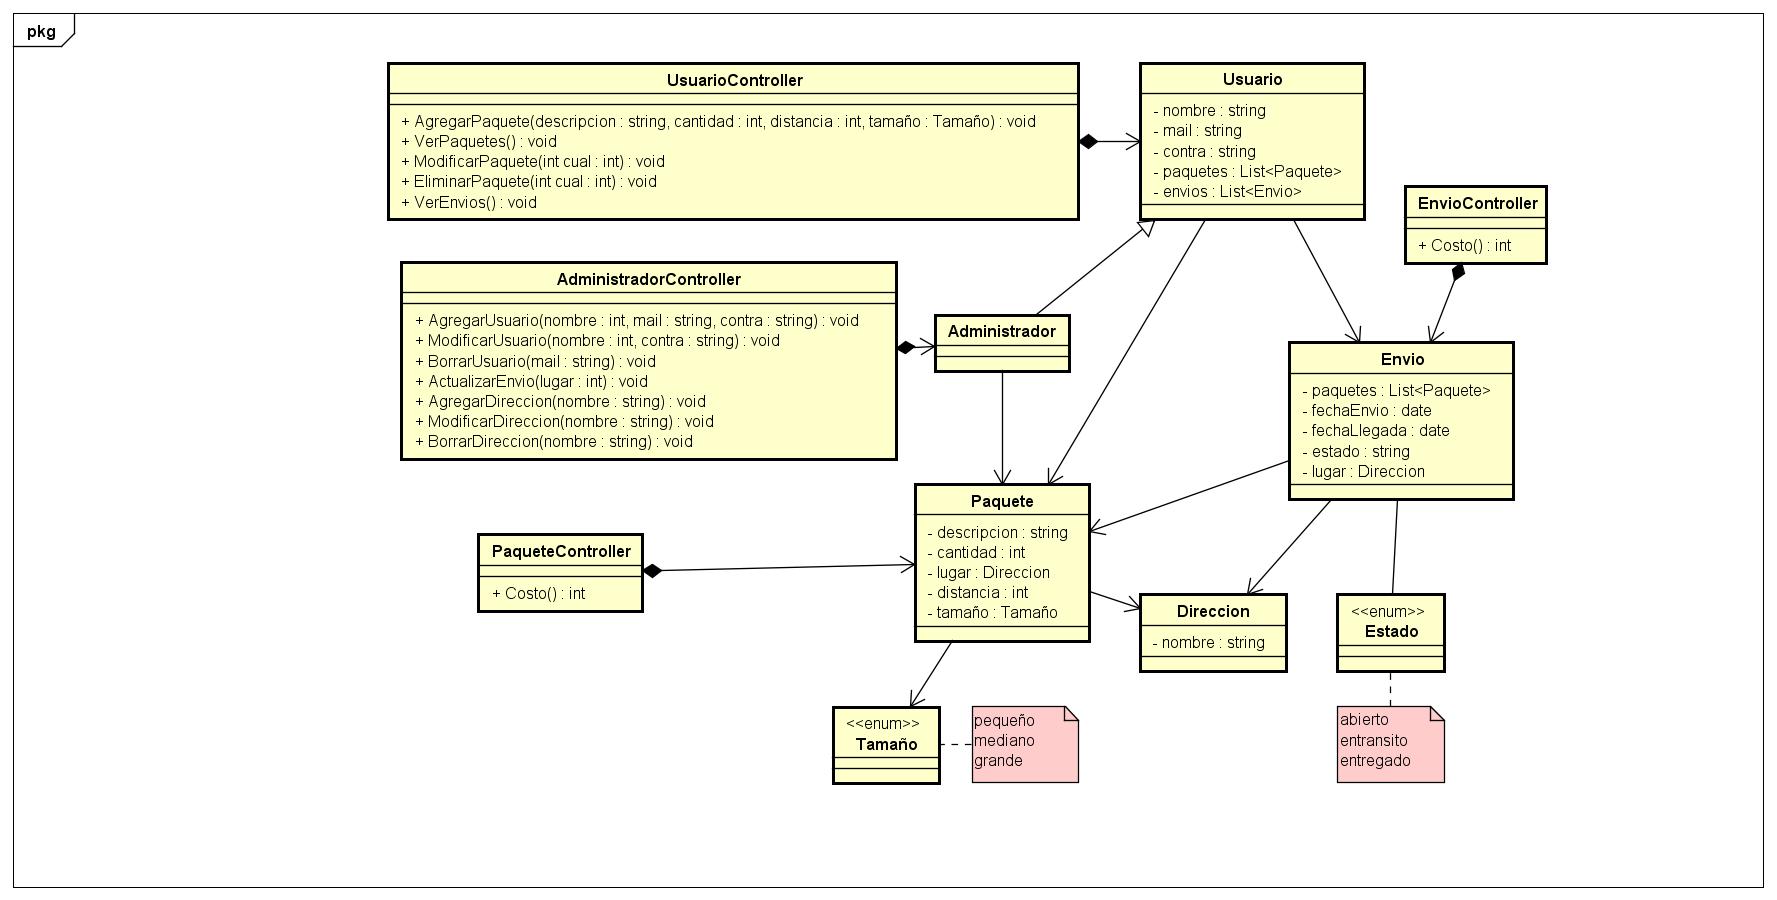 pkg
UsuarioController
+ AgregarPaquete(descripcion : string, cantidad : int, distancia : int, tamaño : Tamaño) : void
+ VerPaquetes() : void
+ ModificarPaquete(int cual : int) : void
+ EliminarPaquete(int cual : int) : void
+ VerEnvios() : void
Usuario
- nombre : string
- mail : string
- contra : string
- paquetes : List<Paquete>
- envios : List<Envio>
EnvioController
+ Costo() : int
AdministradorController
+ AgregarUsuario(nombre : int, mail : string, contra : string) : void
+ ModificarUsuario(nombre : int, contra : string) : void
+ BorrarUsuario(mail : string) : void
+ ActualizarEnvio(lugar : int) : void
+ AgregarDireccion(nombre : string) : void
+ ModificarDireccion(nombre : string) : void
+ BorrarDireccion(nombre : string) : void
Administrador
Envio
- paquetes : List<Paquete>
- fechaEnvio : date
- fechaLlegada : date
- estado : string
- lugar : Direccion
Paquete
- descripcion : string
- cantidad : int
- lugar : Direccion
- distancia : int
- tamaño : Tamaño
PaqueteController
+ Costo() : int
Direccion
- nombre : string
<<enum>>
Estado
<<enum>>
Tamaño
pequeño
mediano
grande
abierto
entransito
entregado